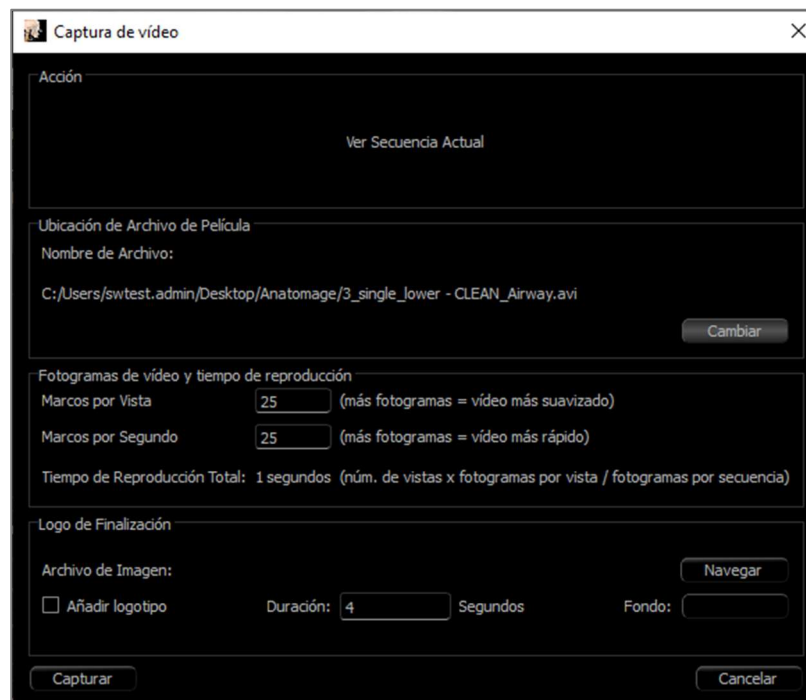 Captura de vídeo
Acción
Ver Secuencia Actual
Ubicación de Archivo de Película
Nombre de Archivo:
C:/Users/swtest.admin/Desktop/Anatomage/3_single_lower - CLEAN_Airway.avi
Cambiar
Fotogramas de vídeo y tiempo de reproducción
Marcos por Vista 25 (más fotogramas = vídeo más suavizado)
Marcos por Segundo 25 (más fotogramas = vídeo más rápido)
Tiempo de Reproducción Total: 1 segundos (núm. de vistas x fotogramas por vista / fotogramas por secuencia)
Logo de Finalización
Archivo de Imagen: Navegar
Añadir logotipo Duración: 4 Segundos Fondo:
Capturar Cancelar